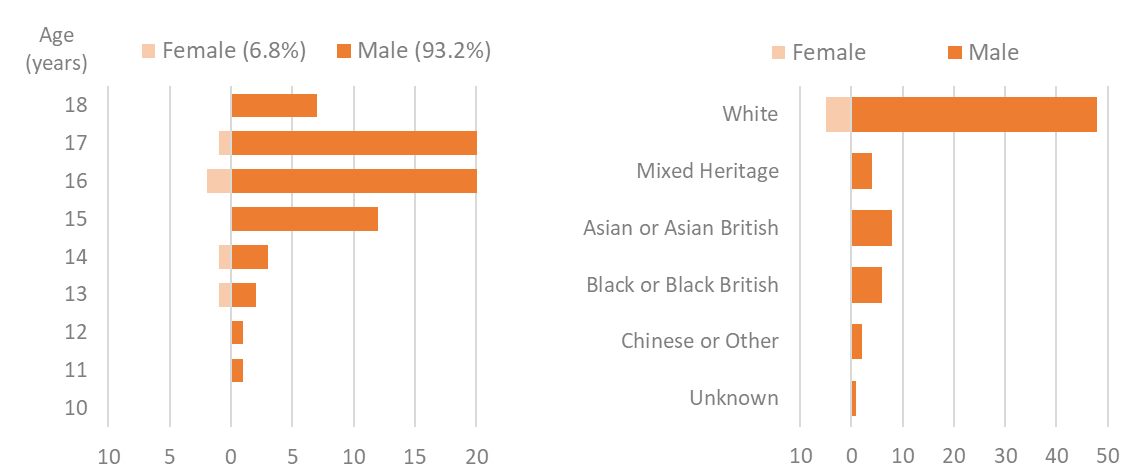 Age
(years)
Female (6.8%)
Male (93.2%)
18
17
16
15
14
13
12
11
10
10 5 0 5 10 15 20
Female
Male
White
Mixed Heritage
Asian or Asian British
Black or Black British
Chinese or Other
Unknown
10 0 10 20 30 40 50